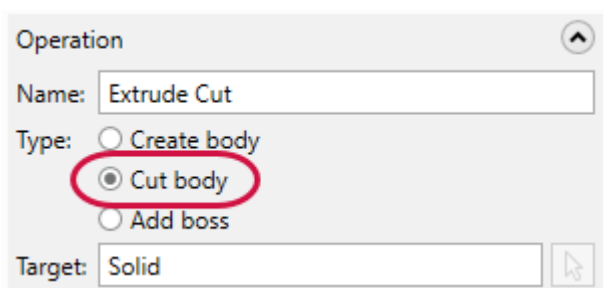 Operation
Name: Extrude Cut
Type: Create body
Cut body
Add boss
Target: Solid